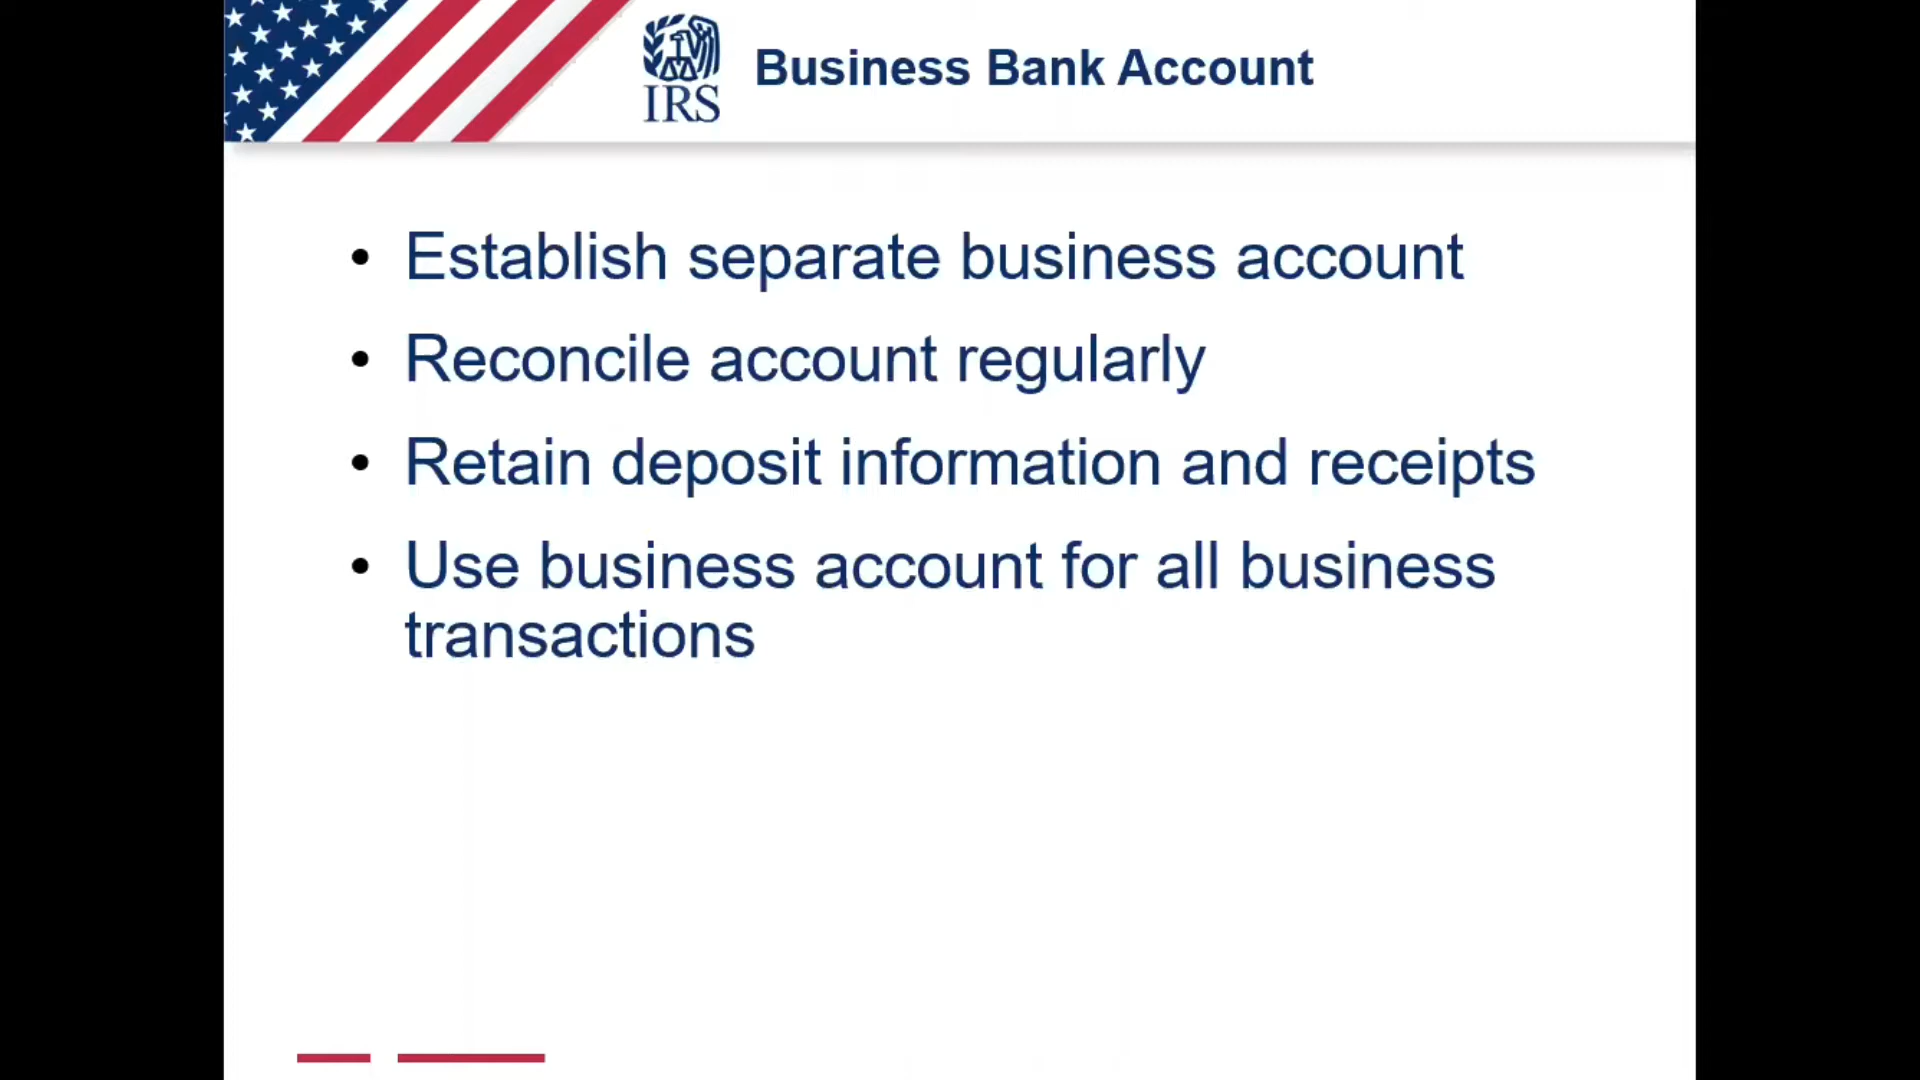 IRS
Business Bank Account
• Establish separate business account
• Reconcile account regularly
• Retain deposit information and receipts
• Use business account for all business
transactions